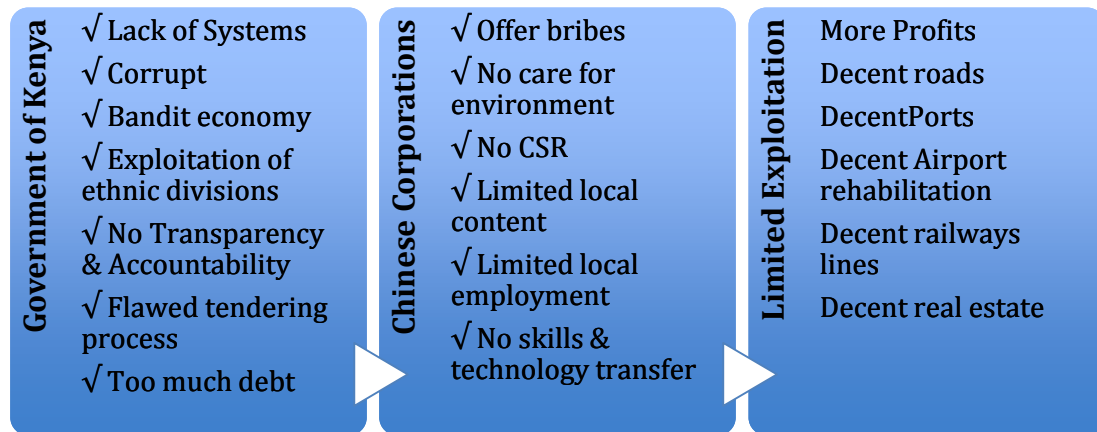 Government of Kenya
√ Lack of Systems
√ Corrupt
√ Bandit economy
√ Exploitation of
ethnic divisions
√ No Transparency
& Accountability
√ Flawed tendering
process
√ Too much debt
Chinese Corporations
√ Offer bribes
√ No care for
environment
√ No CSR
√ Limited local
content
√ Limited local
employment
√ No skills &
technology transfer
Limited Exploitation
More Profits
Decent roads
DecentPorts
Decent Airport
rehabilitation
Decent railways
lines
Decent real estate